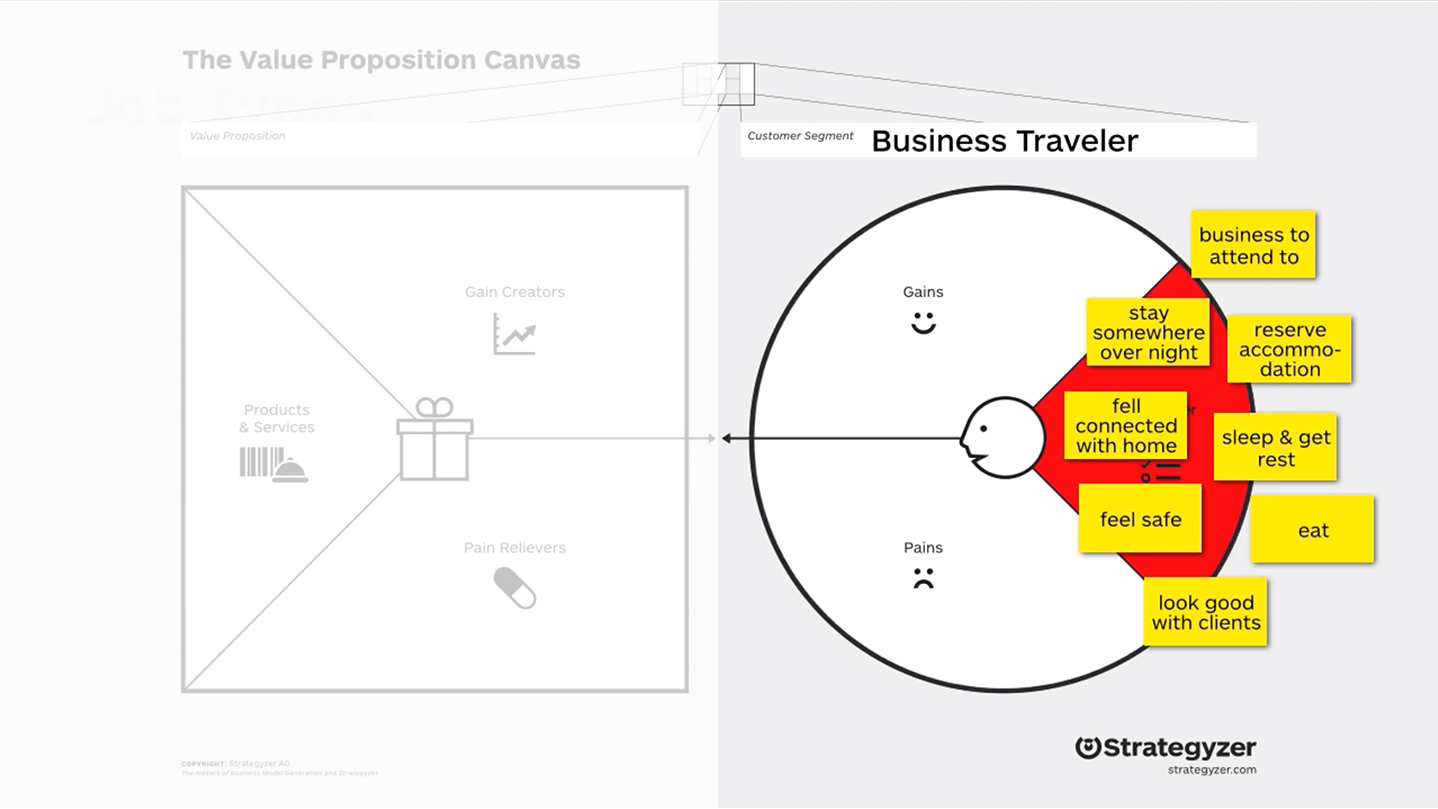 The Value Proposition Canvas
Value Proposition
Customer Segment
Business Traveler
Gain Creators
Products
& Services
Pain Relievers
Gains
Pains
business to
attend to
stay
somewhere
over night
reserve
accommo-
dation
fell
connected
with home
sleep & get
rest
feel safe
eat
look good
with clients
COPYRIGHT: Strategyzer AG
The makers of Business Model Generation and Strategyzer
Strategyzer
strategyzer.com